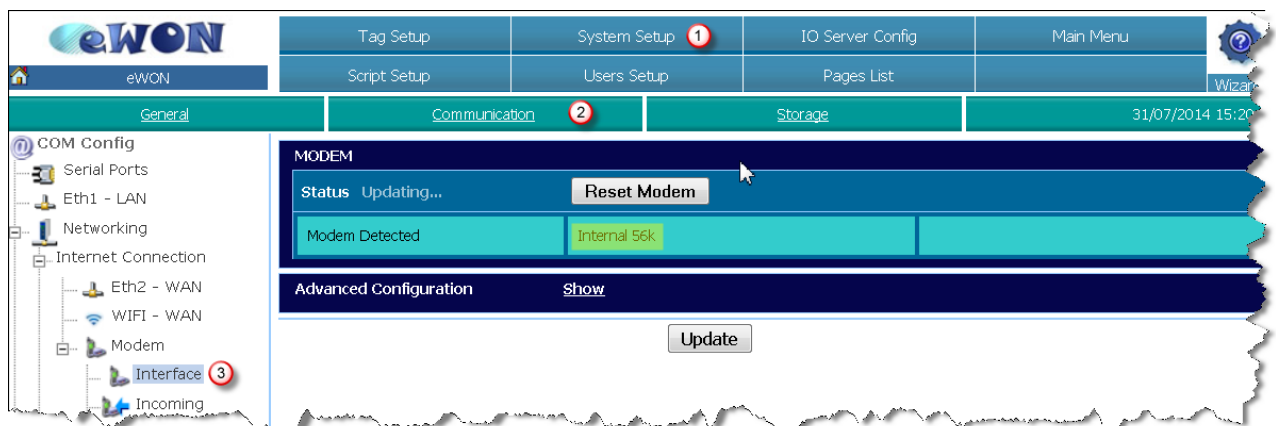 eWON
Tag Setup
System Setup 1
IO Server Config
Main Menu
eWON
Script Setup
Users Setup
Pages List
General
Communication 2
Storage
31/07/2014 15:20
COM Config
Serial Ports
Eth1 - LAN
Networking
Internet Connection
Eth2 - WAN
WIFI - WAN
Modem
Interface 3
Incoming
MODEM
Status Updating...
Reset Modem
Modem Detected
Internal 56k
Advanced Configuration
Show
Update